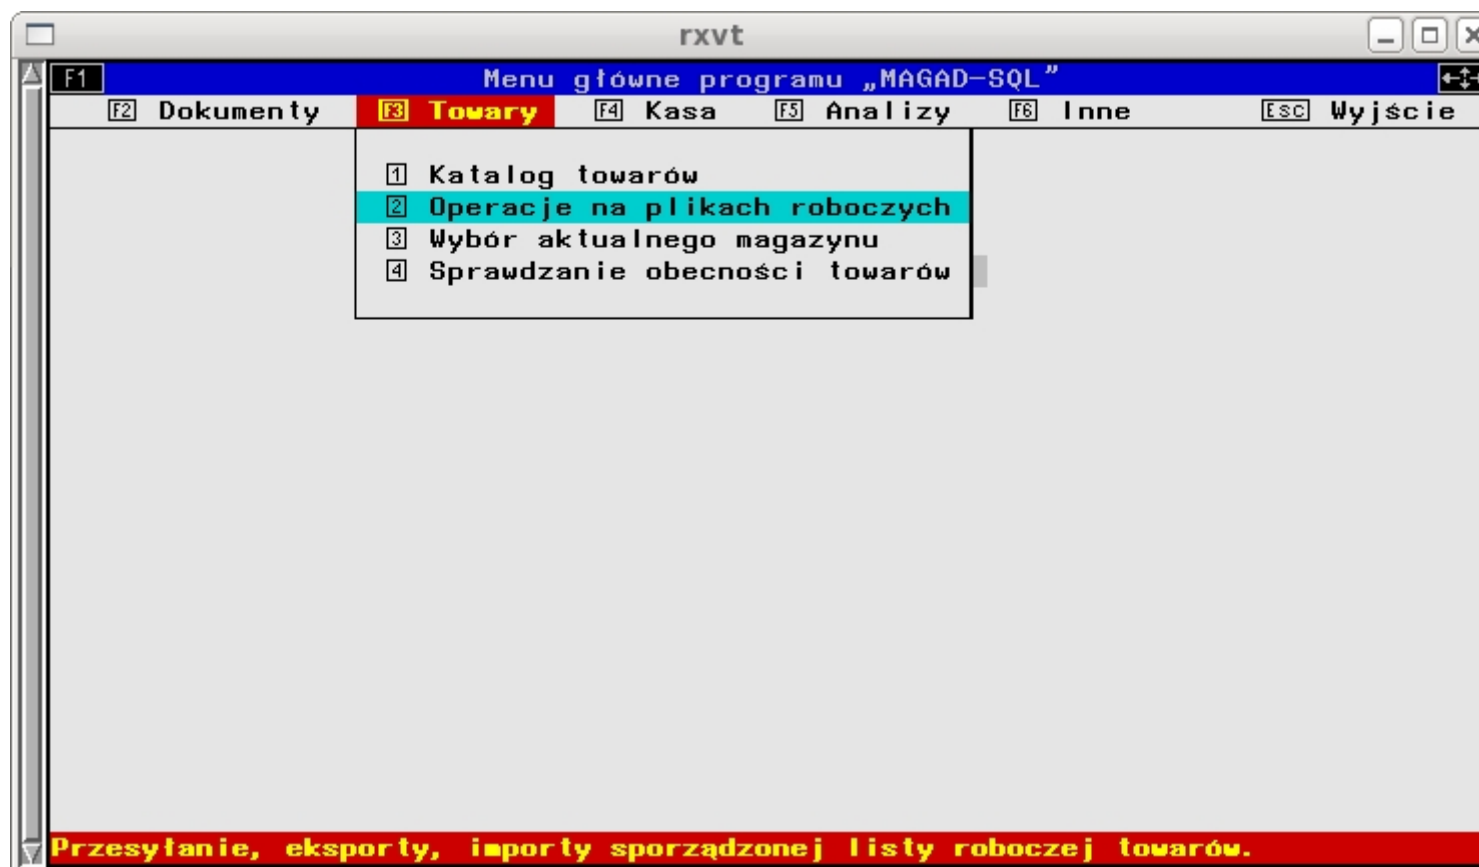 rxvt
F1 Menu główne programu „MAGAD-SQL”
F2 Dokumenty F3 Towary F4 Kasa F5 Analizy F6 Inne Esc Wyjście
1 Katalog towarów
2 Operacje na plikach roboczych
3 Wybór aktualnego magazynu
4 Sprawdzanie obecności towarów
Przesyłanie, eksporty, importy sporządzonej listy roboczej towarów.